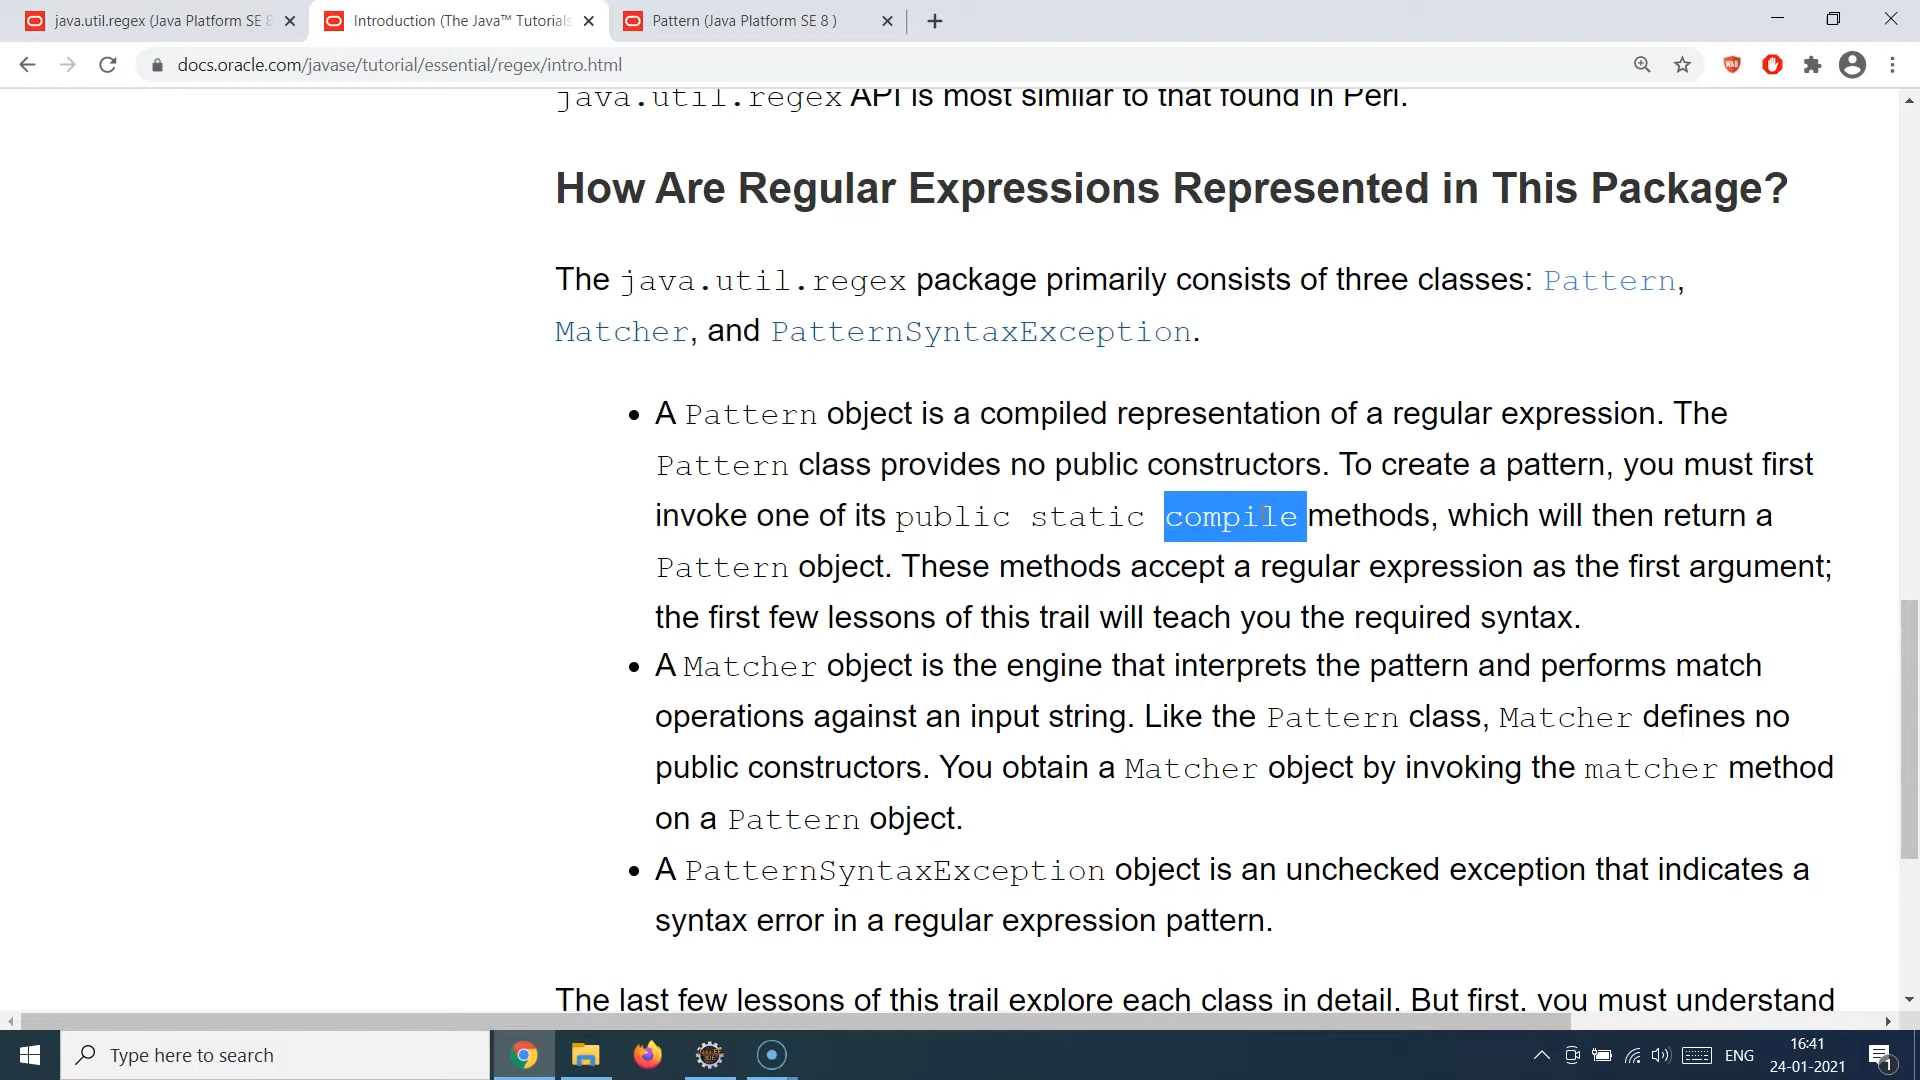 java.util.regex (Java Platform SE 8
Introduction (The Java™ Tutorials
Pattern (Java Platform SE 8 )
docs.oracle.com/javase/tutorial/essential/regex/intro.html
java.util.regex API is most similar to that found in Perl.
How Are Regular Expressions Represented in This Package?
The java.util.regex package primarily consists of three classes: Pattern,
Matcher, and PatternSyntaxException.
• A Pattern object is a compiled representation of a regular expression. The
Pattern class provides no public constructors. To create a pattern, you must first
invoke one of its public static compile methods, which will then return a
Pattern object. These methods accept a regular expression as the first argument;
the first few lessons of this trail will teach you the required syntax.
• A Matcher object is the engine that interprets the pattern and performs match
operations against an input string. Like the Pattern class, Matcher defines no
public constructors. You obtain a Matcher object by invoking the matcher method
on a Pattern object.
• A PatternSyntaxException object is an unchecked exception that indicates a
syntax error in a regular expression pattern.
The last few lessons of this trail explore each class in detail. But first, you must understand
Type here to search
ENG
16:41
24-01-2021
1